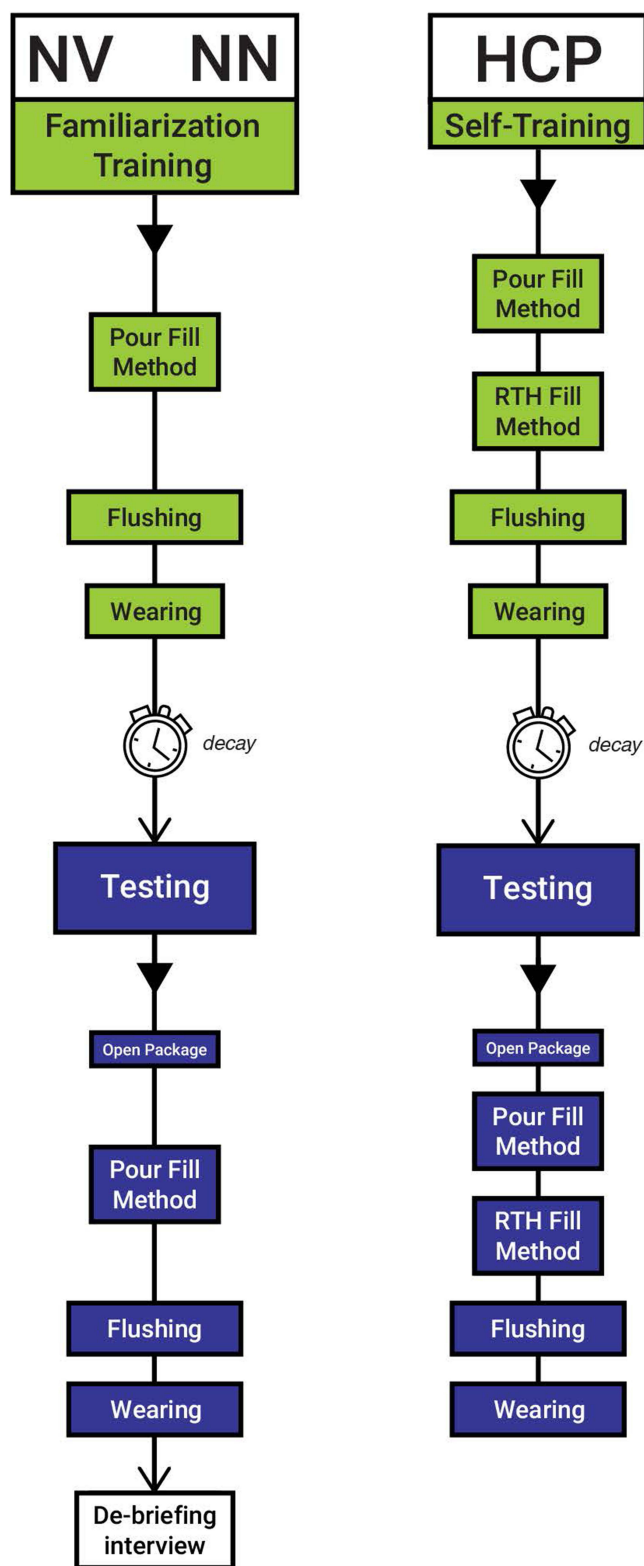 NV NN
Familiarization
Training
Pour Fill
Method
Flushing
Wearing
decay
Testing
Open Package
Pour Fill
Method
Flushing
Wearing
De-briefing
interview
HCP
Self-Training
Pour Fill
Method
RTH Fill
Method
Flushing
Wearing
decay
Testing
Open Package
Pour Fill
Method
RTH Fill
Method
Flushing
Wearing